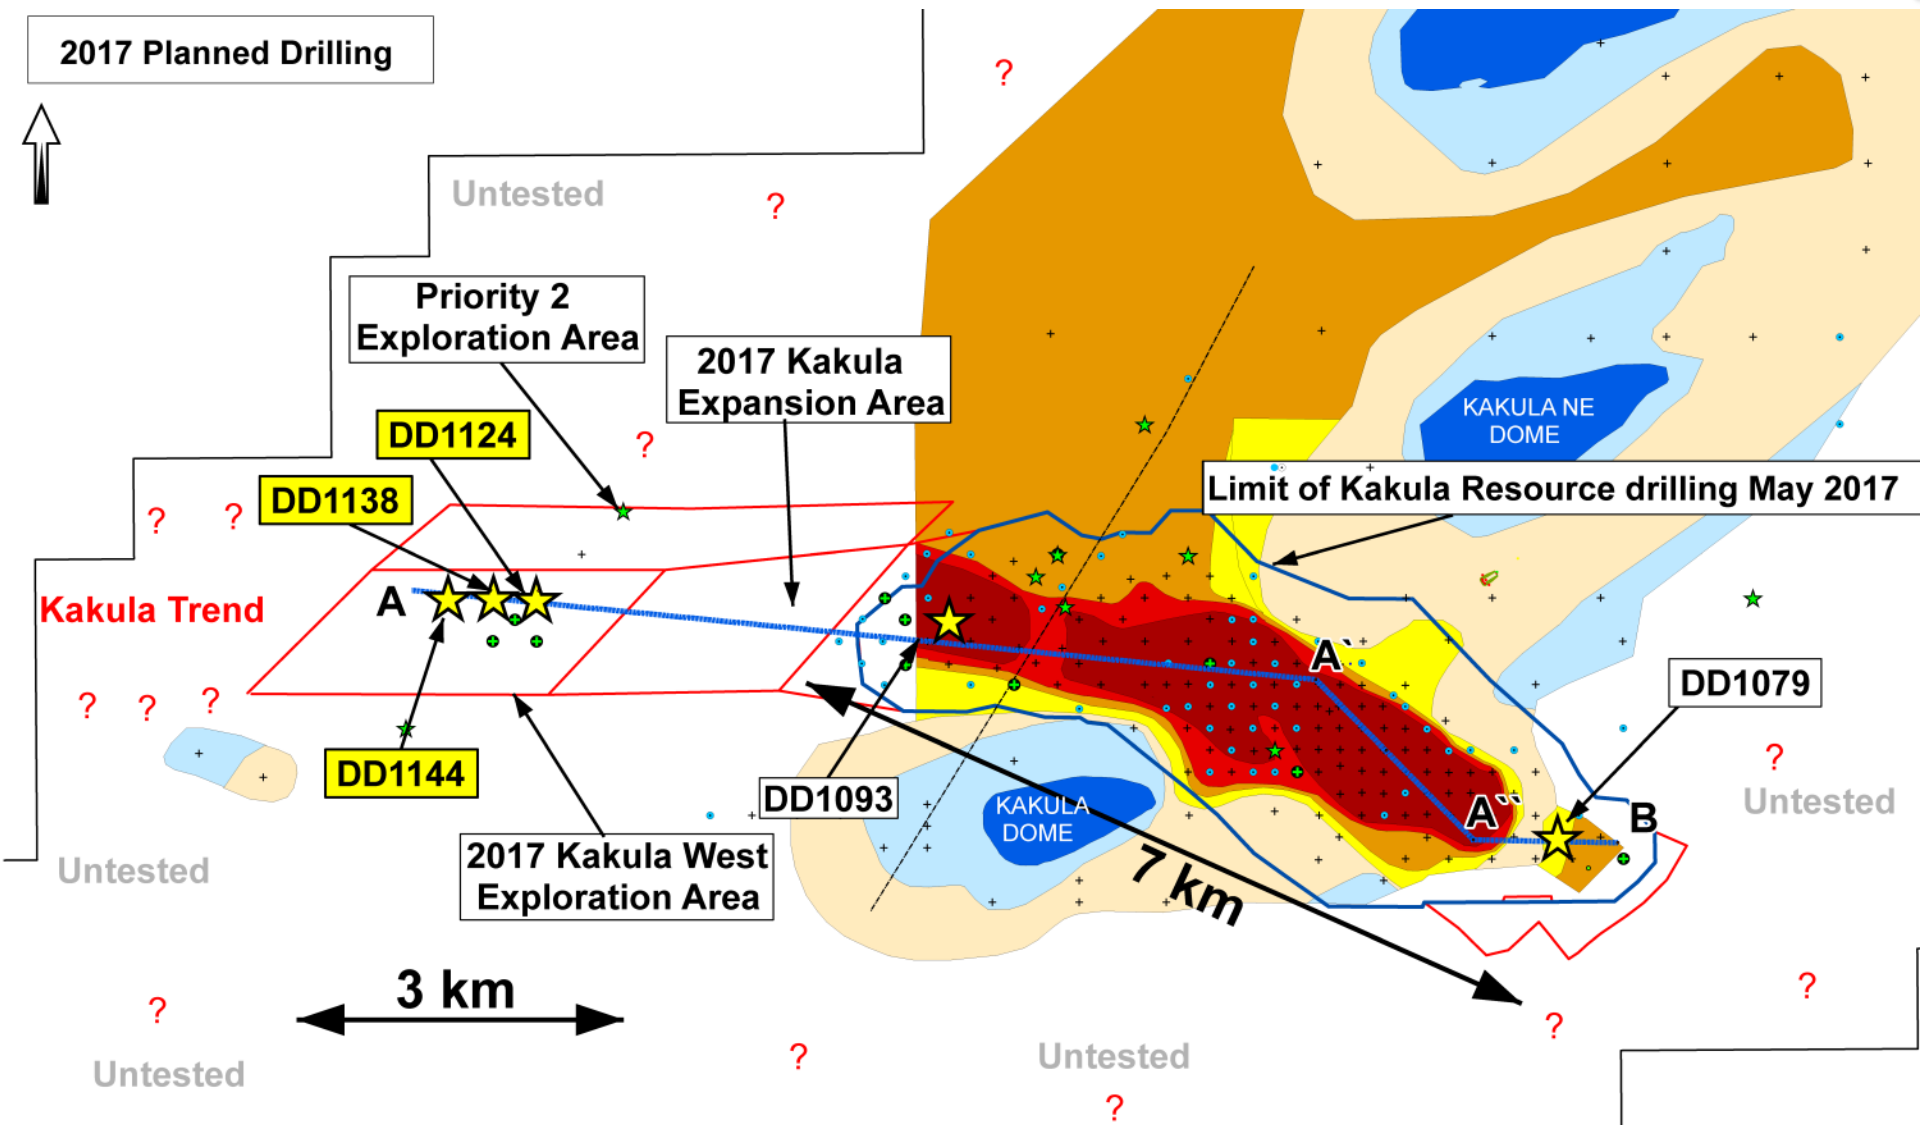 2017 Planned Drilling
?
Untested
?
Priority 2
Exploration Area
2017 Kakula
Expansion Area
KAKULA NE
DOME
DD1124
?
DD1138
Limit of Kakula Resource drilling May 2017
? ?
A
Kakula Trend
A`
DD1079
? ? ?
?
DD1144
DD1093
KAKULA
DOME
A``
B
Untested
2017 Kakula West
Exploration Area
7 km
Untested
3 km
?
?
?
Untested
?
Untested
?